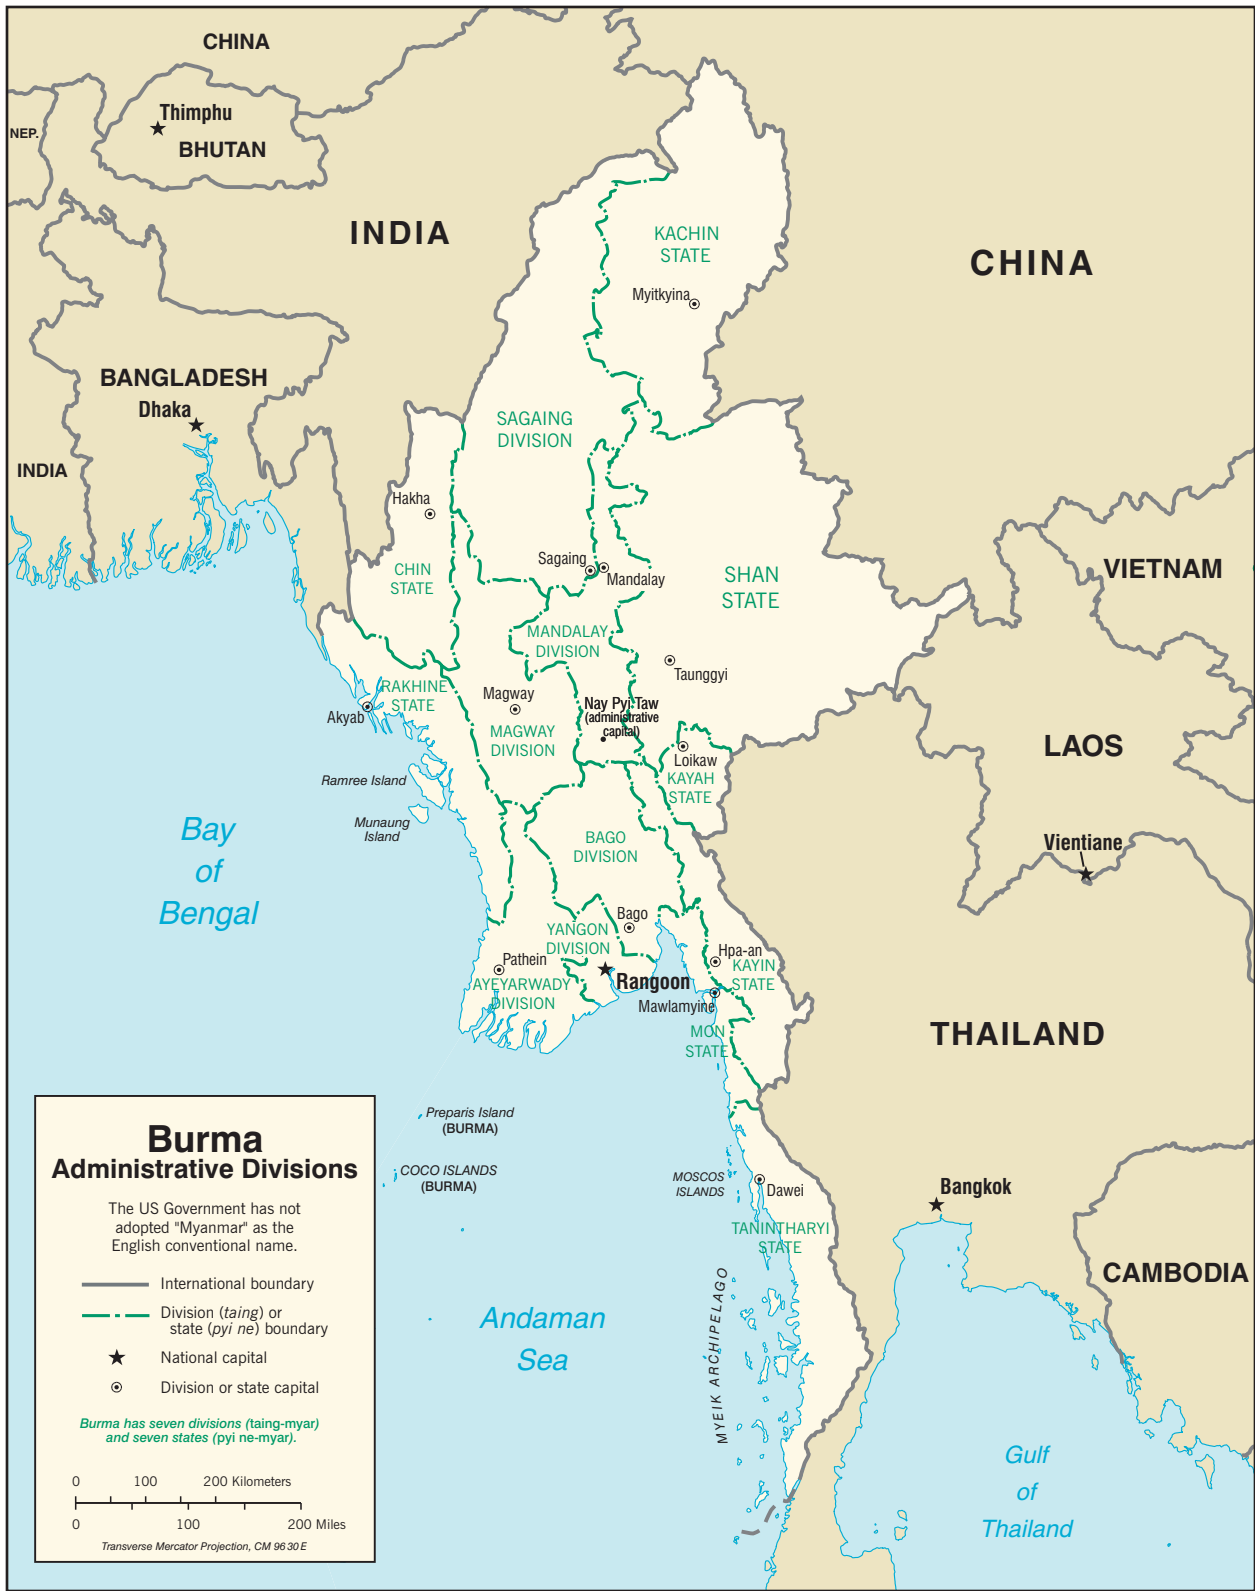 CHINA
Thimphu
NEP.
BHUTAN
INDIA
KACHIN
STATE
CHINA
Myitkyina
BANGLADESH
Dhaka
SAGAING
DIVISION
INDIA
Hakha
Sagaing
Mandalay
CHIN
STATE
SHAN
STATE
VIETNAM
MANDALAY
DIVISION
Taunggyi
RAKHINE
STATE
Magway
Nay Pyi Taw
(administrative
capital)
Akyab
MAGWAY
DIVISION
Loikaw
LAOS
KAYAH
STATE
Ramree Island
Munaung
Island
Bay
of
Bengal
BAGO
DIVISION
Vientiane
Bago
YANGON
DIVISION
Pathein
Hpa-an
KAYIN
STATE
AYEYARWADY
DIVISION
Rangoon
Mawlamyine
MON
STATE
THAILAND
Preparis Island
(BURMA)
COCO ISLANDS
(BURMA)
MOSCOS
ISLANDS
Dawei
Bangkok
TANINTHARYI
STATE
CAMBODIA
MYEIK ARCHIPELAGO
Andaman
Sea
Gulf
of
Thailand
Burma
Administrative Divisions
The US Government has not
adopted "Myanmar" as the
English conventional name.
International boundary
Division (taing) or
state (pyi ne) boundary
National capital
Division or state capital
Burma has seven divisions (taing-myar)
and seven states (pyi ne-myar).
0 100 200 Kilometers
0 100 200 Miles
Transverse Mercator Projection, CM 96 30 E